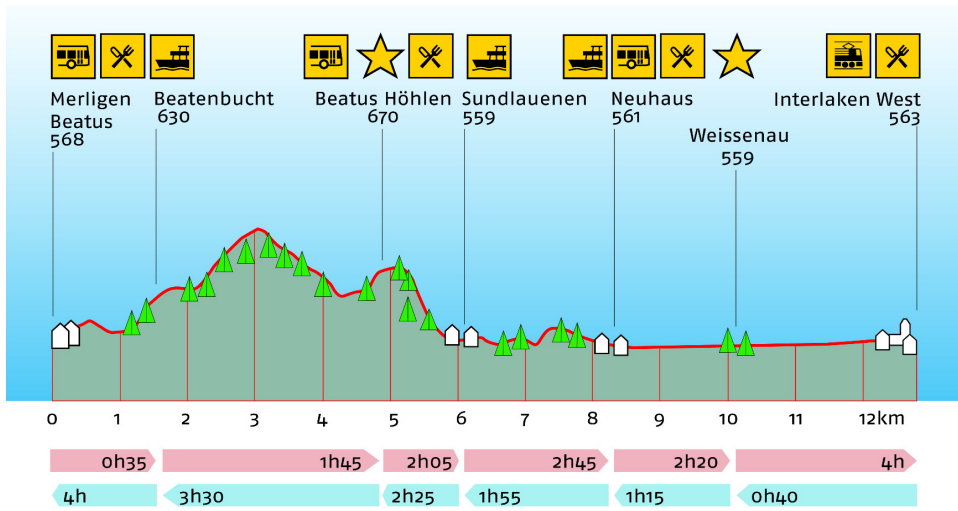 Merligen
Beatus
568
Beatenbucht
630
Beatus Höhlen
670
Sundlauenen
559
Neuhaus
561
Weissenau
559
Interlaken West
563
0 1 2 3 4 5 6 7 8 9 10 11 12km
0h35 1h45 2h05 2h45 2h20 4h
4h 3h30 2h25 1h55 1h15 0h40